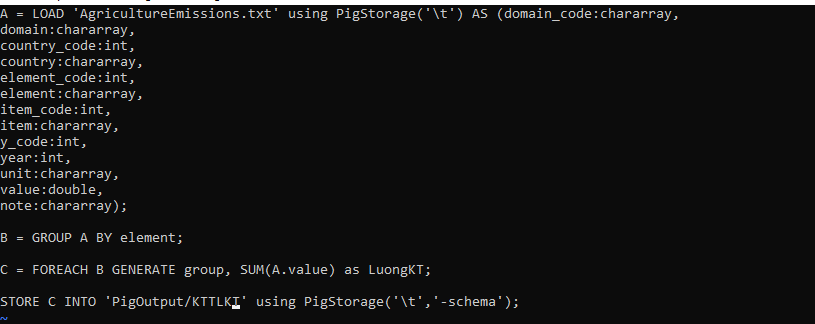 A = LOAD 'AgricultureEmissions.txt' using PigStorage('\t') AS (domain_code:chararray,
domain:chararray,
country_code:int,
country:chararray,
element_code:int,
element:chararray,
item_code:int,
item:chararray,
y_code:int,
year:int,
unit:chararray,
value:double,
note:chararray);
B = GROUP A BY element;
C = FOREACH B GENERATE group, SUM(A.value) as LuongKT;
STORE C INTO 'PigOutput/KTTLKT' using PigStorage('\t','-schema');
~